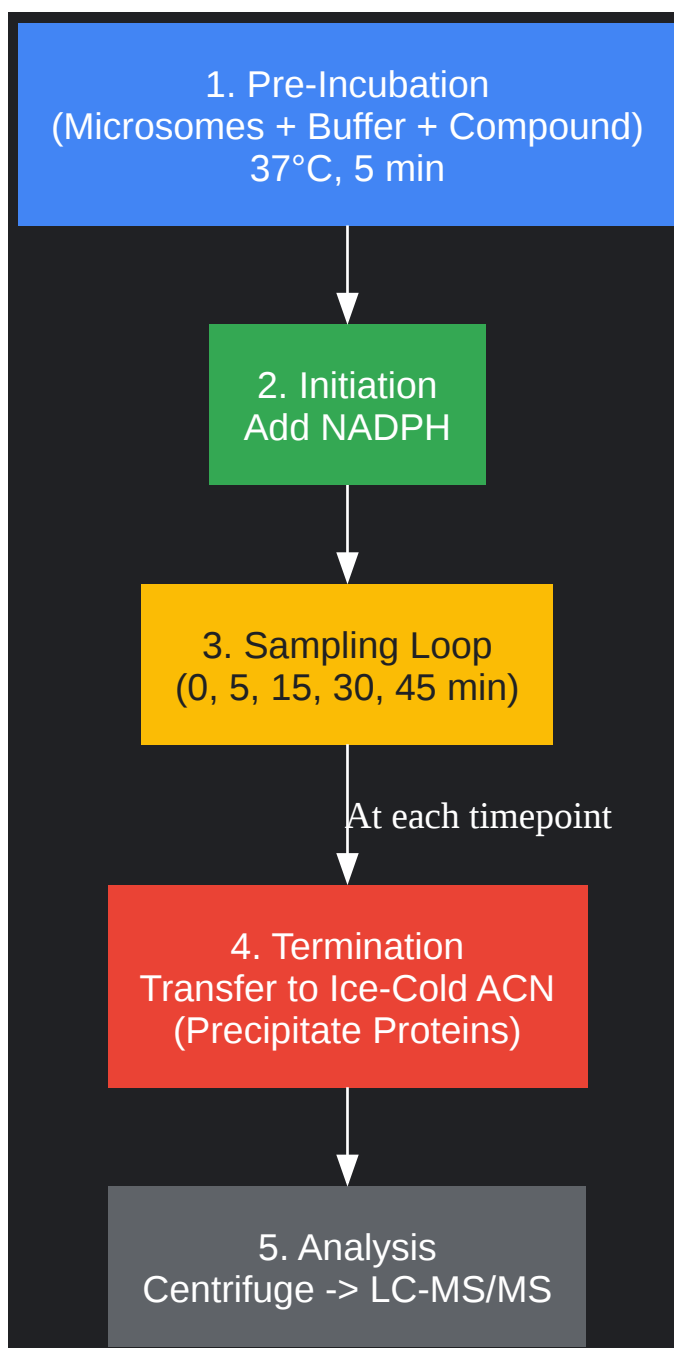 1. Pre-Incubation
(Microsomes + Buffer + Compound)
37°C, 5 min
2. Initiation
Add NADPH
3. Sampling Loop
(0, 5, 15, 30, 45 min)
At each timepoint
4. Termination
Transfer to Ice-Cold ACN
(Precipitate Proteins)
5. Analysis
Centrifuge -> LC-MS/MS